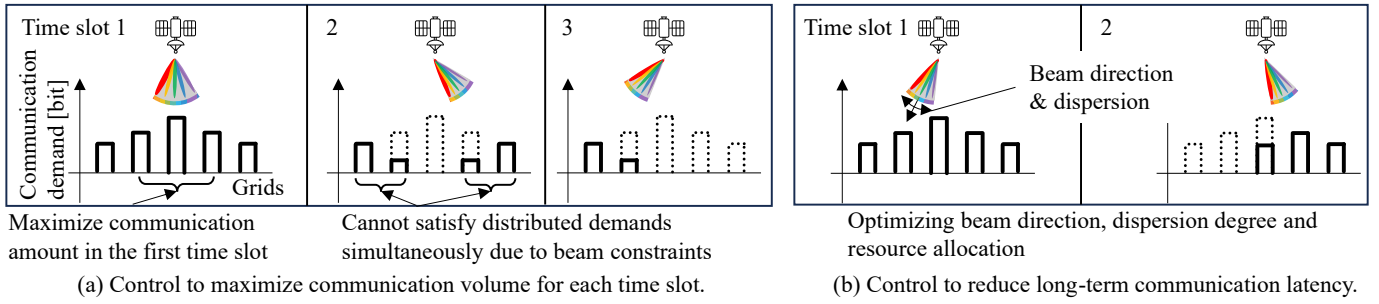 Time slot 1
2
3
Communication
demand [bit]
Grids
Maximize communication
amount in the first time slot
Cannot satisfy distributed demands
simultaneously due to beam constraints
(a) Control to maximize communication volume for each time slot.
Time slot 1
2
Beam direction
& dispersion
Optimizing beam direction, dispersion degree and
resource allocation
(b) Control to reduce long-term communication latency.